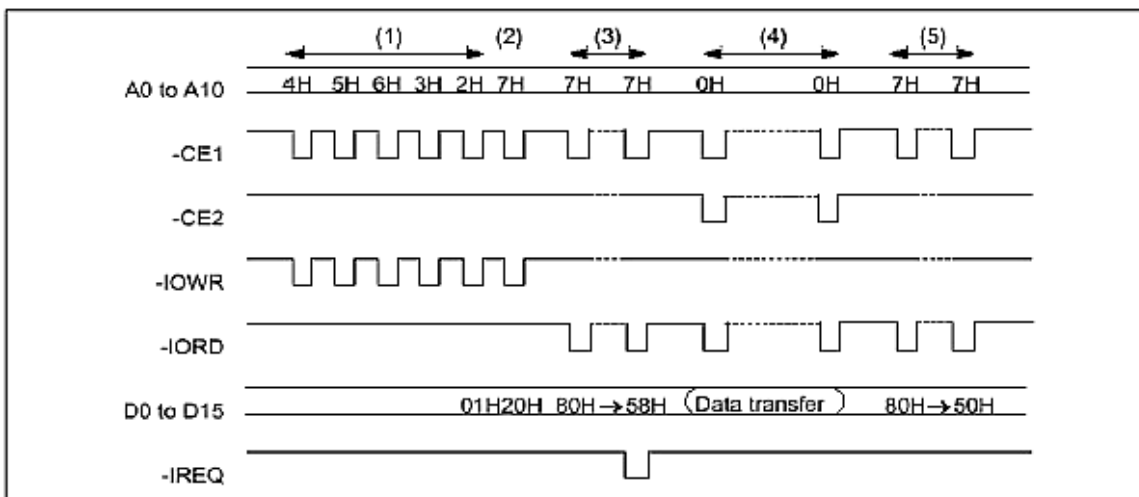 (1) (2) (3) (4) (5)
A0 to A10 4H 5H 6H 3H 2H 7H 7H 7H 0H 0H 7H 7H
-CE1
-CE2
-IOWR
-IORD
D0 to D15 01H20H 80H→58H (Data transfer) 80H→50H
-IREQ